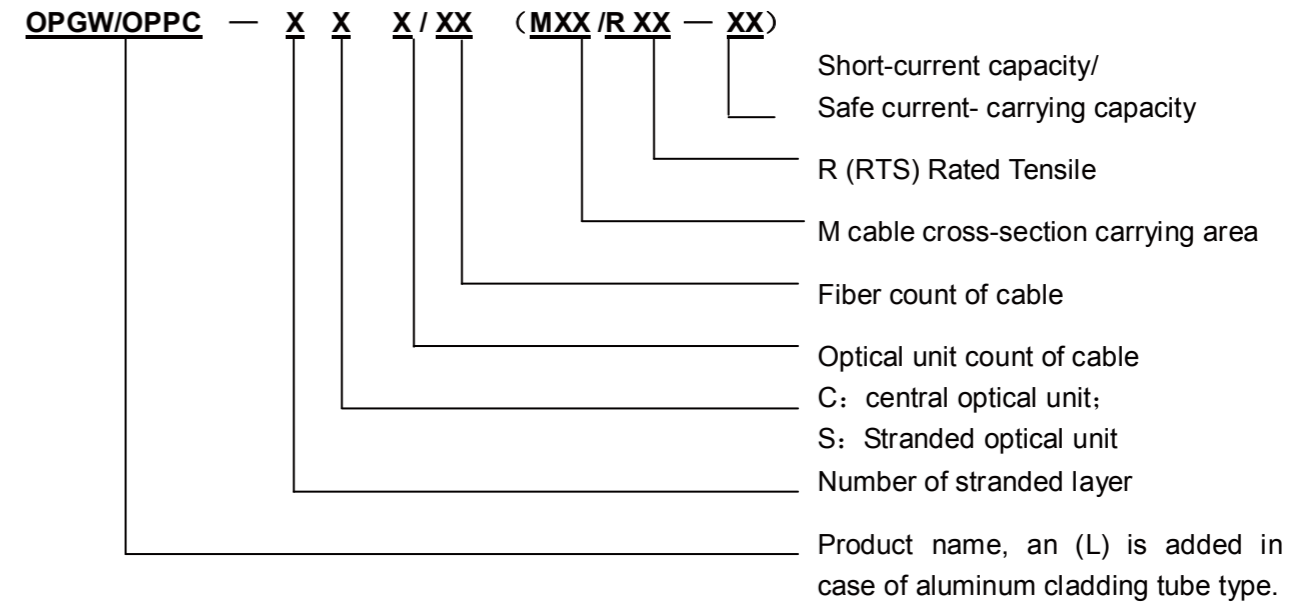 OPGW/OPPC — X X X / XX （MXX /R XX — XX）
Short-current capacity/
Safe current- carrying capacity
R (RTS) Rated Tensile
M cable cross-section carrying area
Fiber count of cable
Optical unit count of cable
C：central optical unit；
S：Stranded optical unit
Number of stranded layer
Product name, an (L) is added in
case of aluminum cladding tube type.